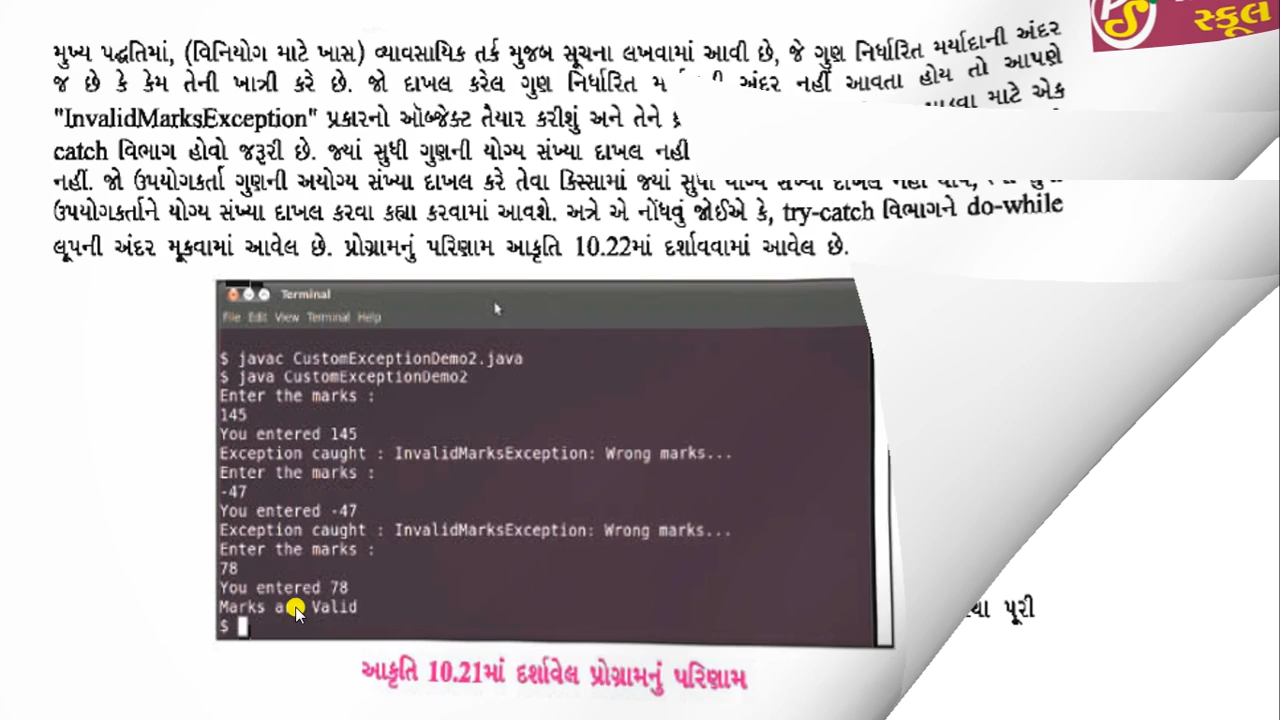 સ્કૂલ
મુખ્ય પદ્ધતિમાં, (વિનિયોગ માટે ખાસ) વ્યાવસાયિક તર્ક મુજબ સૂચના લખવામાં આવી છે, જે ગુણ નિર્ધારિત મર્યાદાની અંદર
જ છે કે કેમ તેની ખાત્રી કરે છે. જો દાખલ કરેલ ગુણ નિર્ધારિત અંદર નહીં આવતા હોય તો આપણે
"InvalidMarksException" પ્રકારનો ઑબ્જેક્ટ તૈયાર કરીશું અને તેને માટે એક
catch વિભાગ હોવો જરૂરી છે. જ્યાં સુધી ગુણની યોગ્ય સંખ્યા દાખલ નહીં
નહીં. જો ઉપયોગકર્તા ગુણની અયોગ્ય સંખ્યા દાખલ કરે તેવા કિસ્સામાં જ્યાં
ઉપયોગકર્તાને યોગ્ય સંખ્યા દાખલ કરવા કહ્યા કરવામાં આવશે. અત્રે એ નોંધવું જોઈએ કે, try-catch વિભાગને do-while
લૂપની અંદર મૂકવામાં આવેલ છે. પ્રોગ્રામનું પરિણામ આકૃતિ 10.22માં દર્શાવવામાં આવેલ છે.
Terminal
File Edit View Terminal Help
$ javac CustomExceptionDemo2.java
$ java CustomExceptionDemo2
Enter the marks :
145
You entered 145
Exception caught : InvalidMarksException: Wrong marks...
Enter the marks :
-47
You entered -47
Exception caught : InvalidMarksException: Wrong marks...
Enter the marks :
78
You entered 78
Marks Valid
$
પૂરી
આકૃતિ 10.21માં દર્શાવેલ પ્રોગ્રામનું પરિણામ